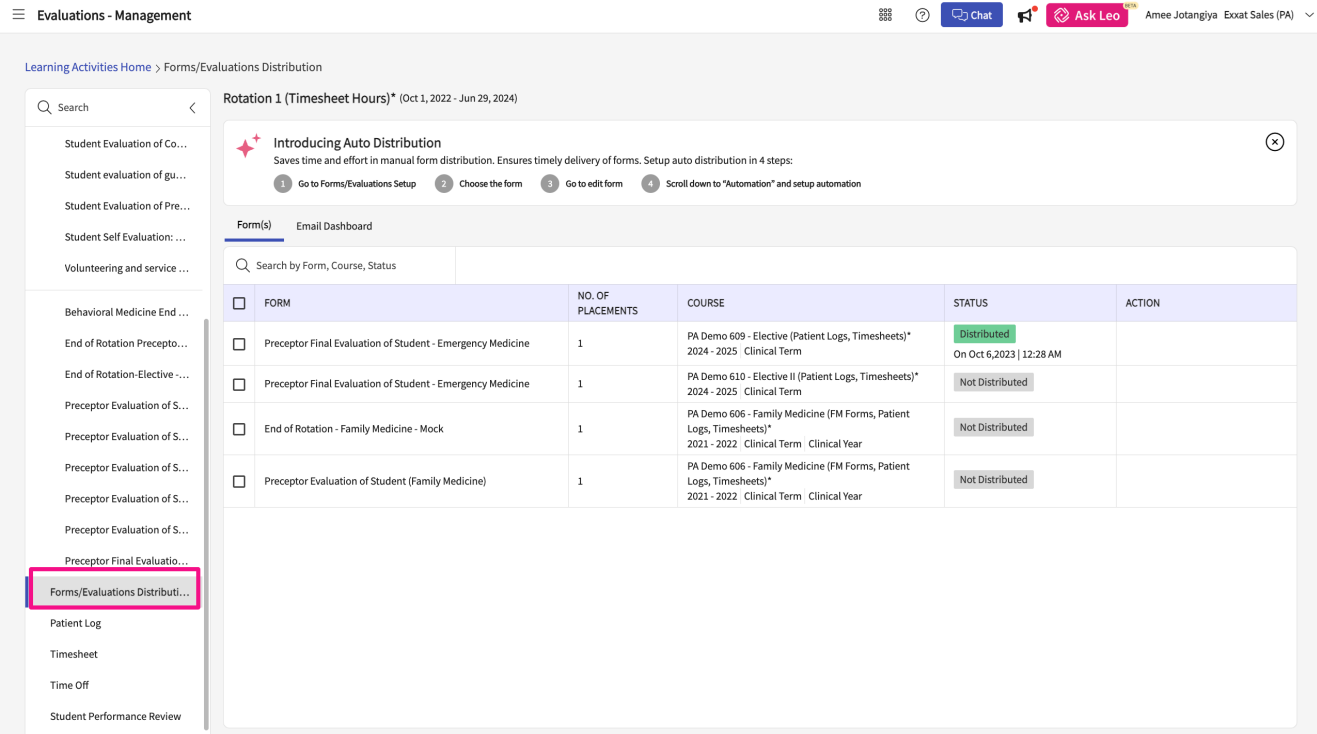 Evaluations - Management
Chat
Ask Leo
BETA
Amee Jotangiya Exxat Sales (PA)
Learning Activities Home > Forms/Evaluations Distribution
Search
Student Evaluation of Co...
Student evaluation of gu...
Student Evaluation of Pre...
Student Self Evaluation: ...
Volunteering and service ...
Behavioral Medicine End ...
End of Rotation Precepto...
End of Rotation-Elective -...
Preceptor Evaluation of S...
Preceptor Evaluation of S...
Preceptor Evaluation of S...
Preceptor Evaluation of S...
Preceptor Evaluation of S...
Preceptor Final Evaluatio...
Forms/Evaluations Distributi...
Patient Log
Timesheet
Time Off
Student Performance Review
Rotation 1 (Timesheet Hours)* (Oct 1, 2022 - Jun 29, 2024)
Introducing Auto Distribution
Saves time and effort in manual form distribution. Ensures timely delivery of forms. Setup auto distribution in 4 steps:
1 Go to Forms/Evaluations Setup 2 Choose the form 3 Go to edit form 4 Scroll down to "Automation" and setup automation
Form(s) Email Dashboard
Search by Form, Course, Status
FORM
NO. OF
PLACEMENTS
COURSE
STATUS
ACTION
Preceptor Final Evaluation of Student - Emergency Medicine
1
PA Demo 609 - Elective (Patient Logs, Timesheets)*
2024 - 2025 Clinical Term
Distributed
On Oct 6,2023 | 12:28 AM
Preceptor Final Evaluation of Student - Emergency Medicine
1
PA Demo 610 - Elective II (Patient Logs, Timesheets)*
2024 - 2025 Clinical Term
Not Distributed
End of Rotation - Family Medicine - Mock
1
PA Demo 606 - Family Medicine (FM Forms, Patient
Logs, Timesheets)*
2021 - 2022 Clinical Term Clinical Year
Not Distributed
Preceptor Evaluation of Student (Family Medicine)
1
PA Demo 606 - Family Medicine (FM Forms, Patient
Logs, Timesheets)*
2021 - 2022 Clinical Term Clinical Year
Not Distributed